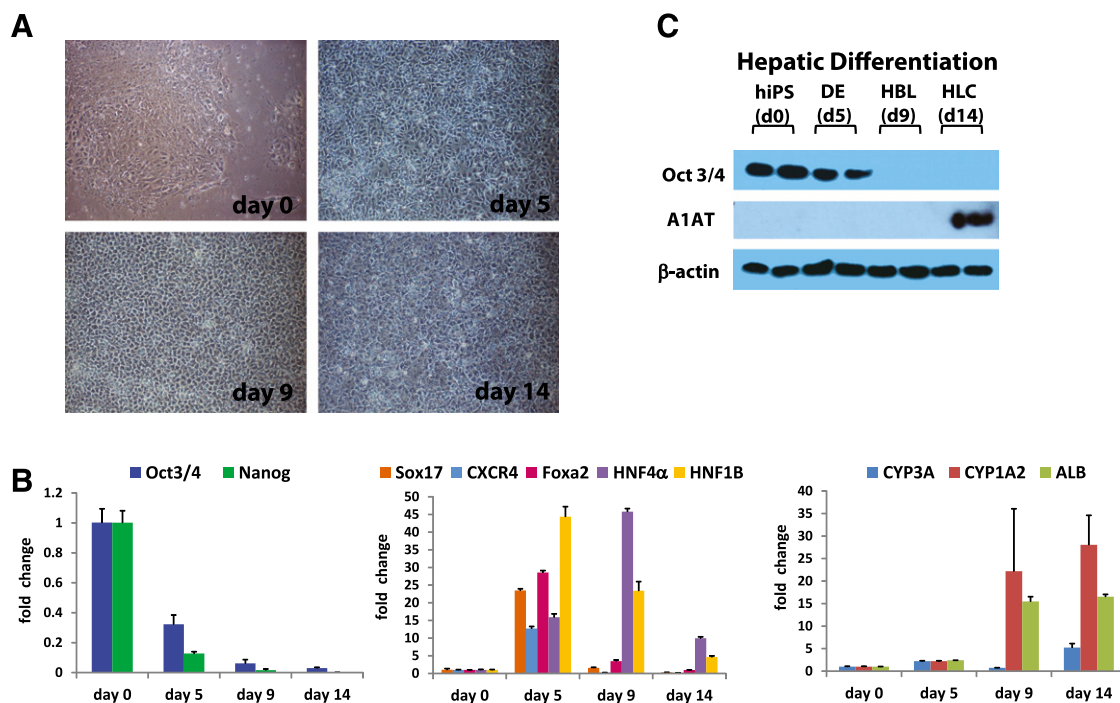 A
day 0
day 5
day 9
day 14
C
Hepatic Differentiation
hiPS DE HBL HLC
(d0) (d5) (d9) (d14)
Oct 3/4
A1AT
β-actin
B
Oct3/4 Nanog
fold change
1.2
1
0.8
0.6
0.4
0.2
0
day 0 day 5 day 9 day 14
Sox17 CXCR4 Foxa2 HNF4α HNF1B
fold change
50
45
40
35
30
25
20
15
10
5
0
day 0 day 5 day 9 day 14
CYP3A CYP1A2 ALB
fold change
40
35
30
25
20
15
10
5
0
day 0 day 5 day 9 day 14